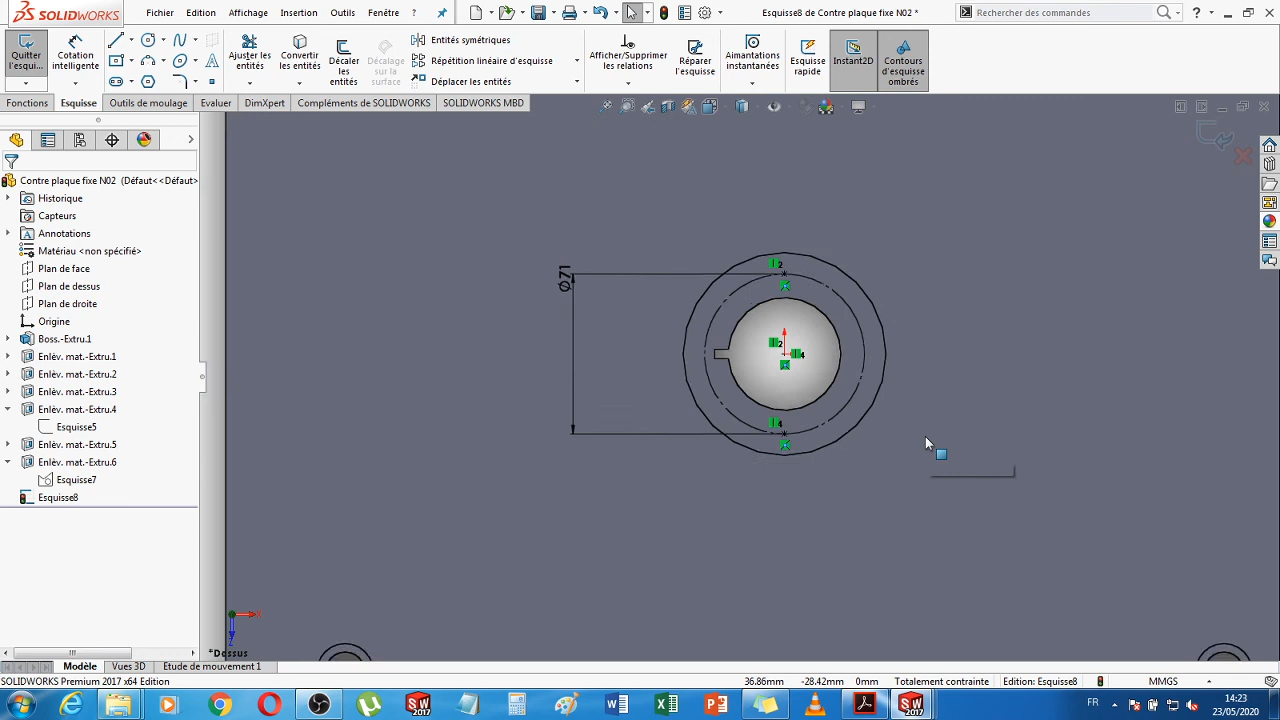 SOLIDWORKS
Fichier
Edition
Affichage
Insertion
Outils
Fenêtre
?
Esquisse8 de Contre plaque fixe N02 *
Rechercher des commandes
Quitter l'esqui...
Cotation intelligente
Ajuster les entités
Convertir les entités
Décaler les entités
Décalage sur la surface
Entités symétriques
Répétition linéaire d'esquisse
Déplacer les entités
Afficher/Supprimer les relations
Réparer l'esquisse
Aimantations instantanées
Esquisse rapide
Instant2D
Contours d'esquisse ombrés
Fonctions
Esquisse
Outils de moulage
Evaluer
DimXpert
Compléments de SOLIDWORKS
SOLIDWORKS MBD
Contre plaque fixe N02 (Défaut<<Défaut>
Historique
Capteurs
Annotations
Matériau <non spécifié>
Plan de face
Plan de dessus
Plan de droite
Origine
Boss.-Extru.1
Enlèv. mat.-Extru.1
Enlèv. mat.-Extru.2
Enlèv. mat.-Extru.3
Enlèv. mat.-Extru.4
Esquisse5
Enlèv. mat.-Extru.5
Enlèv. mat.-Extru.6
Esquisse7
Esquisse8
Ø71
2
2
4
4
X
Z
*Dessus
Modèle
Vues 3D
Etude de mouvement 1
SOLIDWORKS Premium 2017 x64 Edition
36.86mm
-28.42mm
0mm
Totalement contrainte
Edition: Esquisse8
MMGS
FR
14:23
23/05/2020